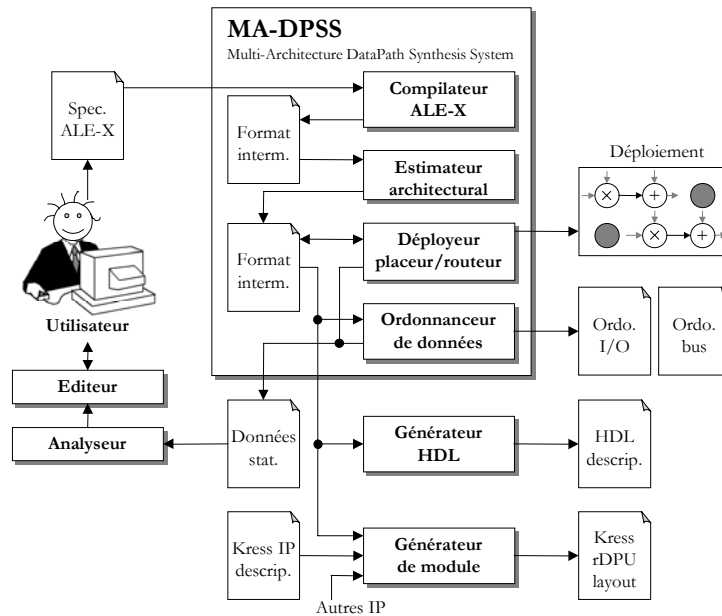 MA-DPSS
Multi-Architecture DataPath Synthesis System
Spec.
ALE-X
Compilateur
ALE-X
Format
interm.
Estimateur
architectural
Déploiement
× +
× +
Format
interm.
Déployeur
placeur/routeur
Utilisateur
Ordonnanceur
de données
Ordo.
I/O
Ordo.
bus
Editeur
Analyseur
Données
stat.
Générateur
HDL
HDL
descrip.
Kress IP
descrip.
Générateur
de module
Kress
rDPU
layout
Autres IP